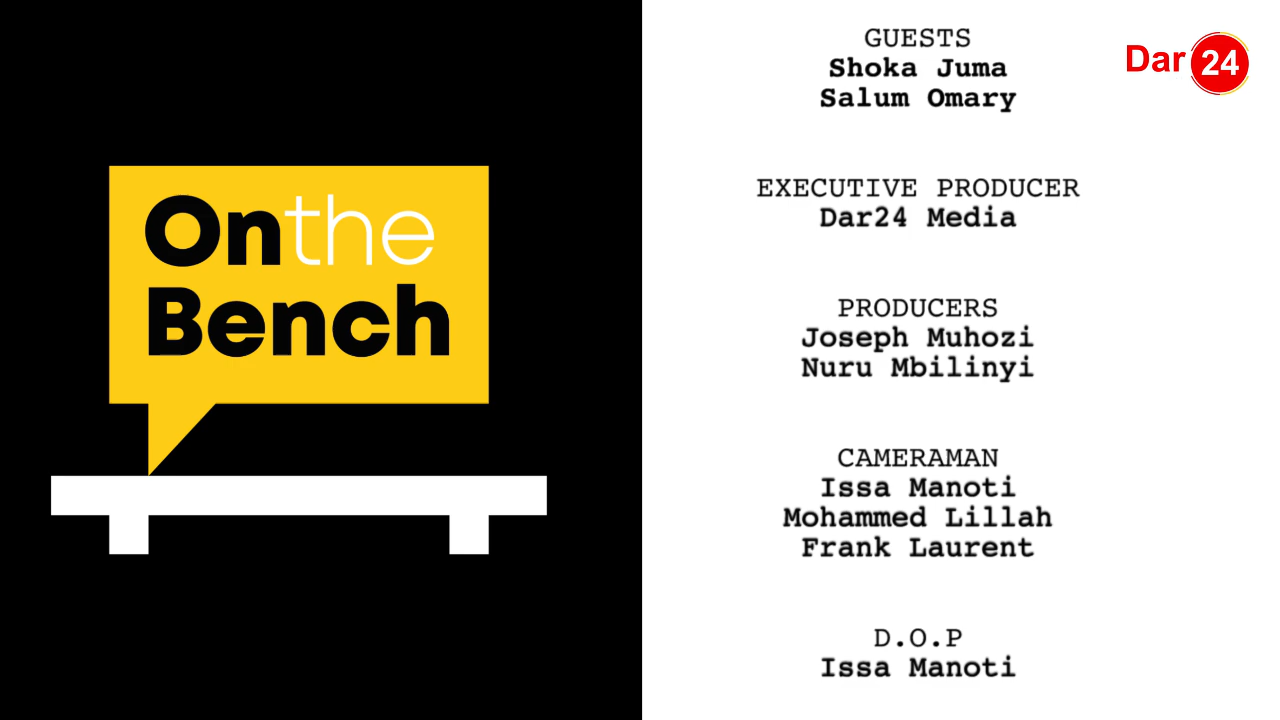 On the
Bench
GUESTS
Shoka Juma
Salum Omary
EXECUTIVE PRODUCER
Dar24 Media
PRODUCERS
Joseph Muhozi
Nuru Mbilinyi
CAMERAMAN
Issa Manoti
Mohammed Lillah
Frank Laurent
D.O.P
Issa Manoti
Dar 24